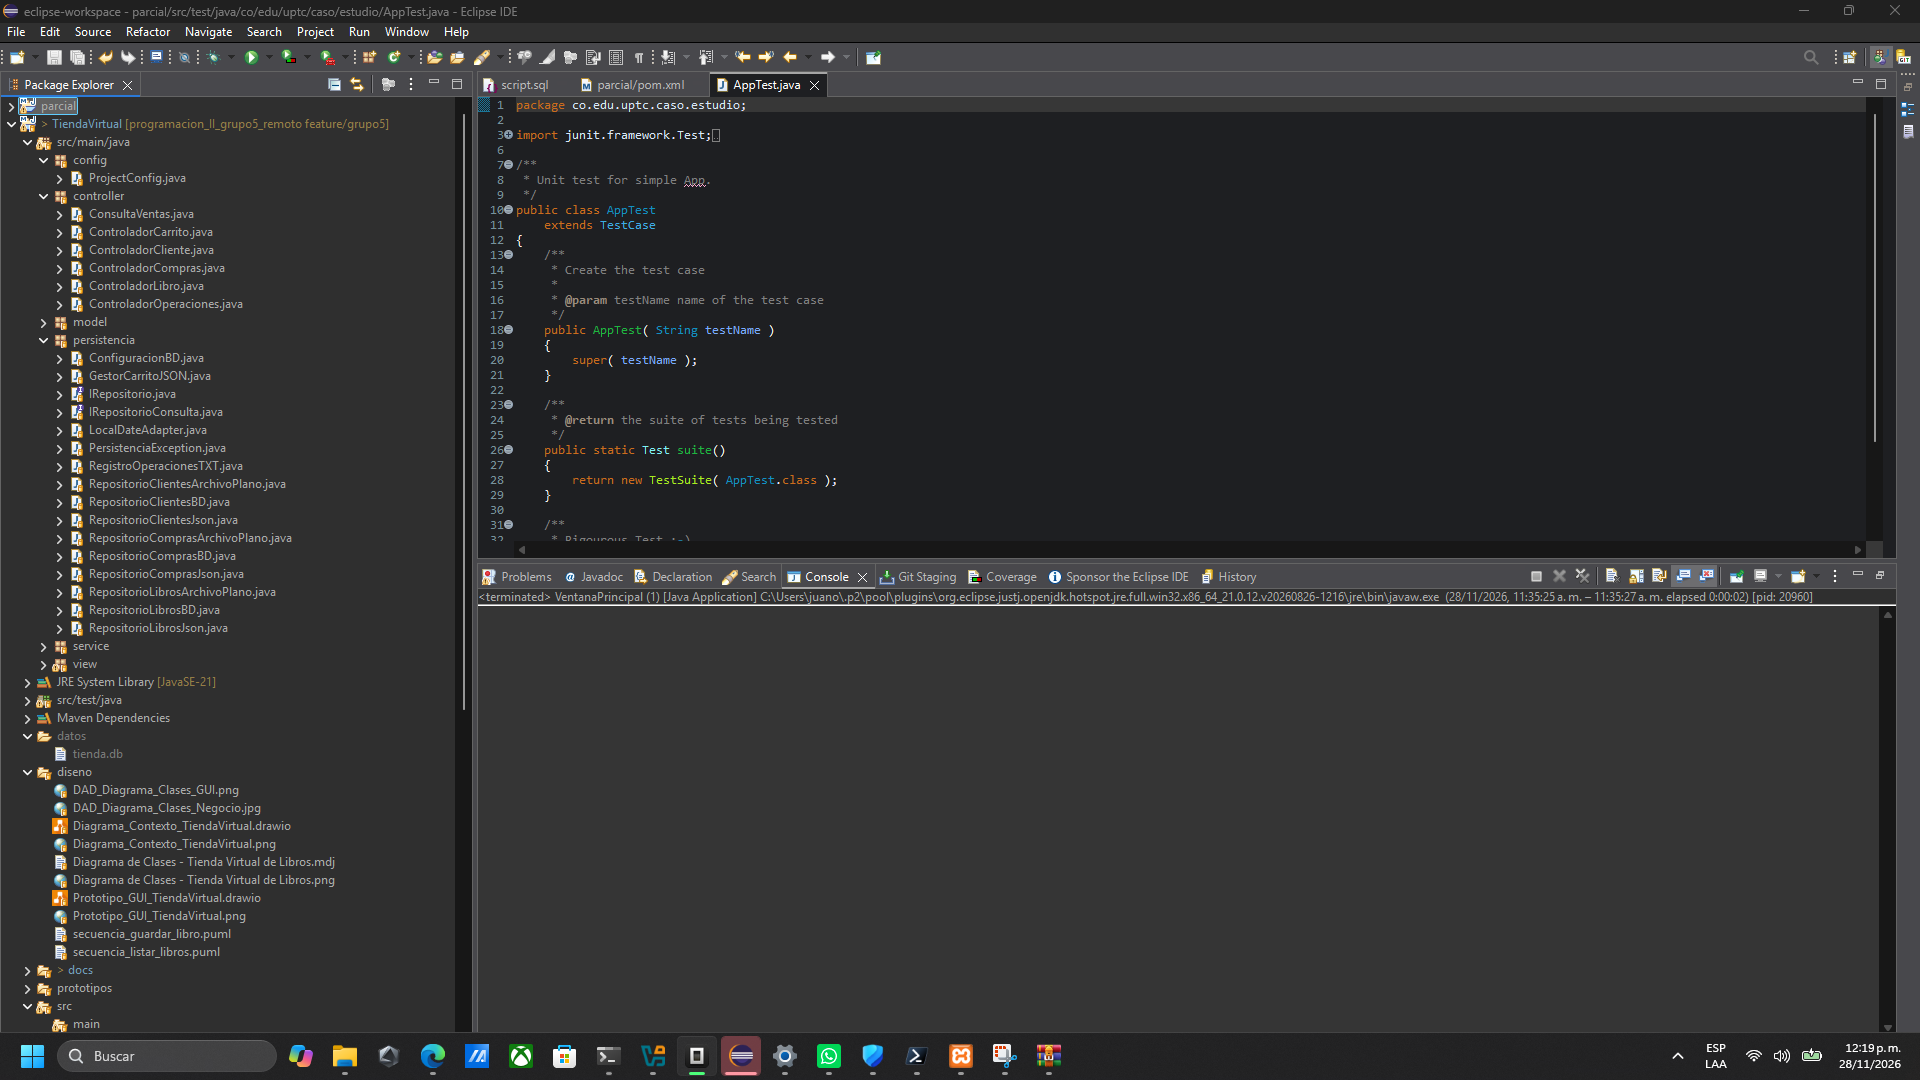 eclipse-workspace - parcial/src/test/java/co/edu/uptc/caso/estudio/AppTest.java - Eclipse IDE
File Edit Source Refactor Navigate Search Project Run Window Help
Package Explorer
parcial
> TiendaVirtual [programacion_II_grupo5_remoto feature/grupo5]
src/main/java
config
ProjectConfig.java
controller
ConsultaVentas.java
ControladorCarrito.java
ControladorCliente.java
ControladorCompras.java
ControladorLibro.java
ControladorOperaciones.java
model
persistencia
ConfiguracionBD.java
GestorCarritoJSON.java
IRepositorio.java
IRepositorioConsulta.java
LocalDateAdapter.java
PersistenciaException.java
RegistroOperacionesTXT.java
RepositorioClientesArchivoPlano.java
RepositorioClientesBD.java
RepositorioClientesJson.java
RepositorioComprasArchivoPlano.java
RepositorioComprasBD.java
RepositorioComprasJson.java
RepositorioLibrosArchivoPlano.java
RepositorioLibrosBD.java
RepositorioLibrosJson.java
service
view
JRE System Library [JavaSE-21]
src/test/java
Maven Dependencies
datos
tienda.db
diseno
DAD_Diagrama_Clases_GUI.png
DAD_Diagrama_Clases_Negocio.jpg
Diagrama_Contexto_TiendaVirtual.drawio
Diagrama_Contexto_TiendaVirtual.png
Diagrama de Clases - Tienda Virtual de Libros.mdj
Diagrama de Clases - Tienda Virtual de Libros.png
Prototipo_GUI_TiendaVirtual.drawio
Prototipo_GUI_TiendaVirtual.png
secuencia_guardar_libro.puml
secuencia_listar_libros.puml
> docs
prototipos
src
main
script.sql parcial/pom.xml AppTest.java
1 package co.edu.uptc.caso.estudio;
2
3 import junit.framework.Test;
6
7 /**
8 * Unit test for simple App.
9 */
10 public class AppTest
11 extends TestCase
12 {
13 /**
14 * Create the test case
15 *
16 * @param testName name of the test case
17 */
18 public AppTest( String testName )
19 {
20 super( testName );
21 }
22
23 /**
24 * @return the suite of tests being tested
25 */
26 public static Test suite()
27 {
28 return new TestSuite( AppTest.class );
29 }
30
31 /**
32 * Rigourous Test :-)
Problems Javadoc Declaration Search Console Git Staging Coverage Sponsor the Eclipse IDE History
<terminated> VentanaPrincipal (1) [Java Application] C:\Users\juano\.p2\pool\plugins\org.eclipse.justj.openjdk.hotspot.jre.full.win32.x86_64_21.0.12.v20260826-1216\jre\bin\javaw.exe (28/11/2026, 11:35:25 a. m. – 11:35:27 a. m. elapsed 0:00:02) [pid: 20960]
Buscar
ESP
LAA
12:19 p. m.
28/11/2026